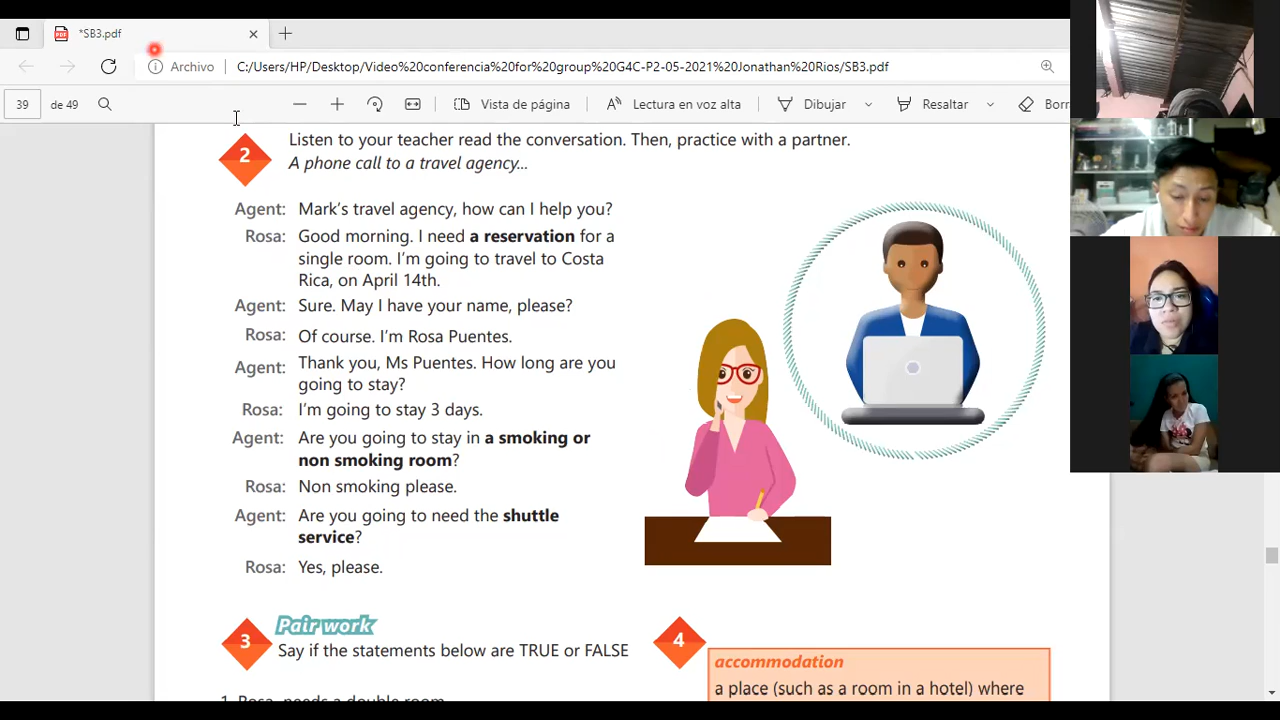 *SB3.pdf
Archivo
C:/Users/HP/Desktop/Video%20conferencia%20for%20group%20G4C-P2-05-2021%20Jonathan%20Rios/SB3.pdf
39 de 49
Vista de página
Lectura en voz alta
Dibujar
Resaltar
Borr
2
Listen to your teacher read the conversation. Then, practice with a partner.
A phone call to a travel agency...
Agent: Mark's travel agency, how can I help you?
Rosa: Good morning. I need a reservation for a
single room. I'm going to travel to Costa
Rica, on April 14th.
Agent: Sure. May I have your name, please?
Rosa: Of course. I'm Rosa Puentes.
Agent: Thank you, Ms Puentes. How long are you
going to stay?
Rosa: I'm going to stay 3 days.
Agent: Are you going to stay in a smoking or
non smoking room?
Rosa: Non smoking please.
Agent: Are you going to need the shuttle
service?
Rosa: Yes, please.
3
Pair work
Say if the statements below are TRUE or FALSE
1. Rosa needs a double room
4
accommodation
a place (such as a room in a hotel) where